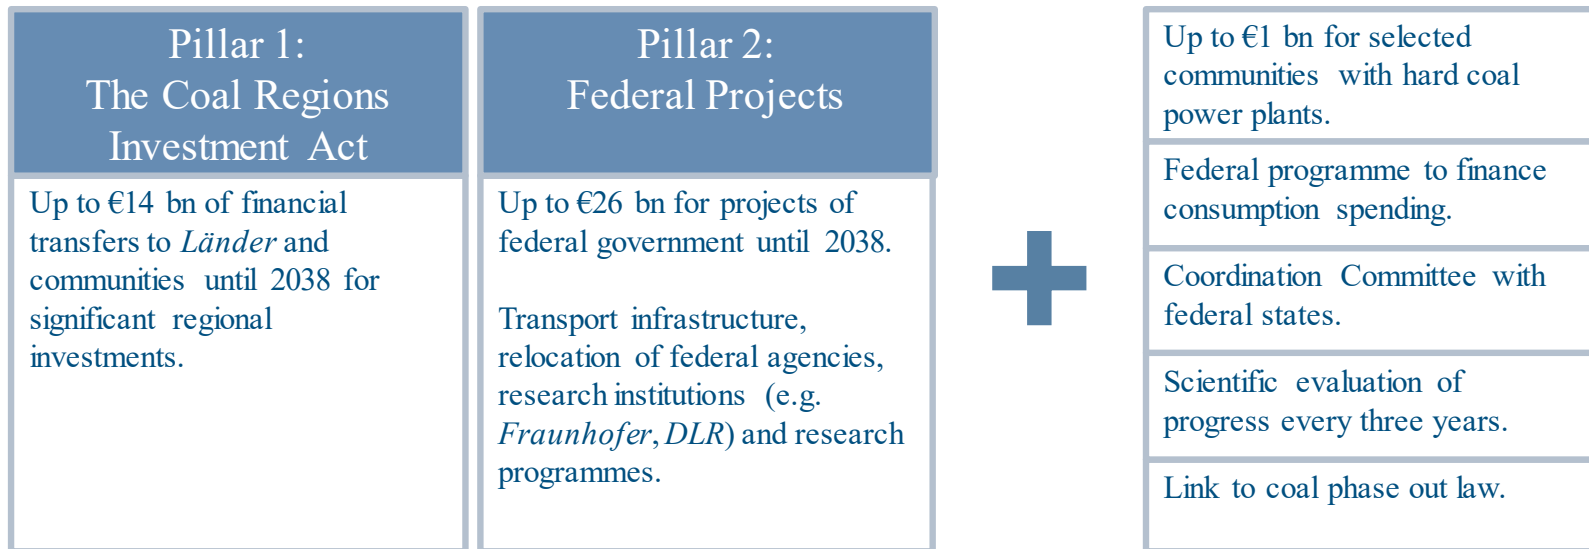 Pillar 1:
The Coal Regions
Investment Act
Up to €14 bn of financial
transfers to Länder and
communities until 2038 for
significant regional
investments.
Pillar 2:
Federal Projects
Up to €26 bn for projects of
federal government until 2038.
Transport infrastructure,
relocation of federal agencies,
research institutions (e.g.
Fraunhofer, DLR) and research
programmes.
Up to €1 bn for selected
communities with hard coal
power plants.
Federal programme to finance
consumption spending.
Coordination Committee with
federal states.
Scientific evaluation of
progress every three years.
Link to coal phase out law.